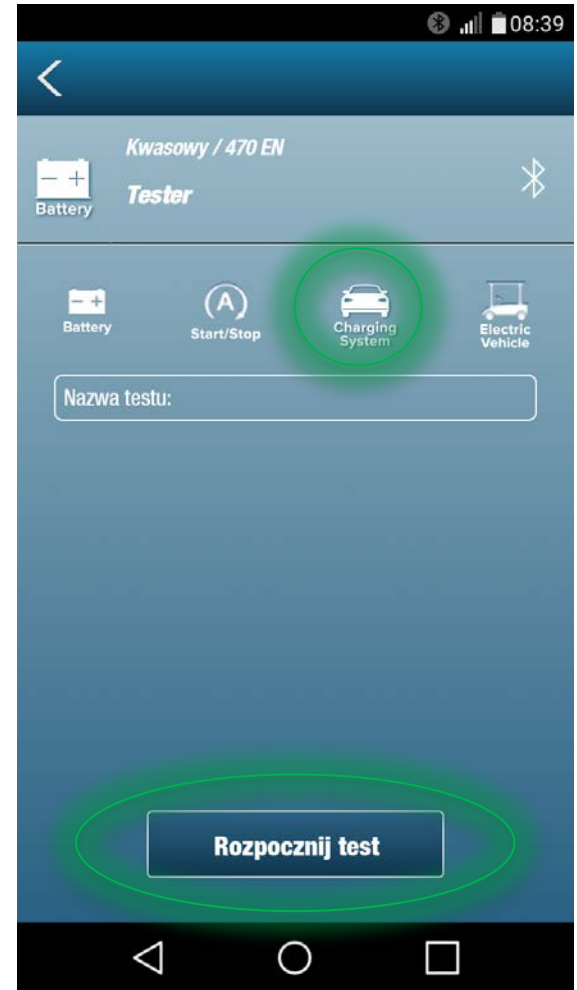 08:39
Kwasowy / 470 EN
Tester
- +
Battery
- +
Battery
(A)
Start/Stop
Charging
System
Electric
Vehicle
Nazwa testu:
Rozpocznij test